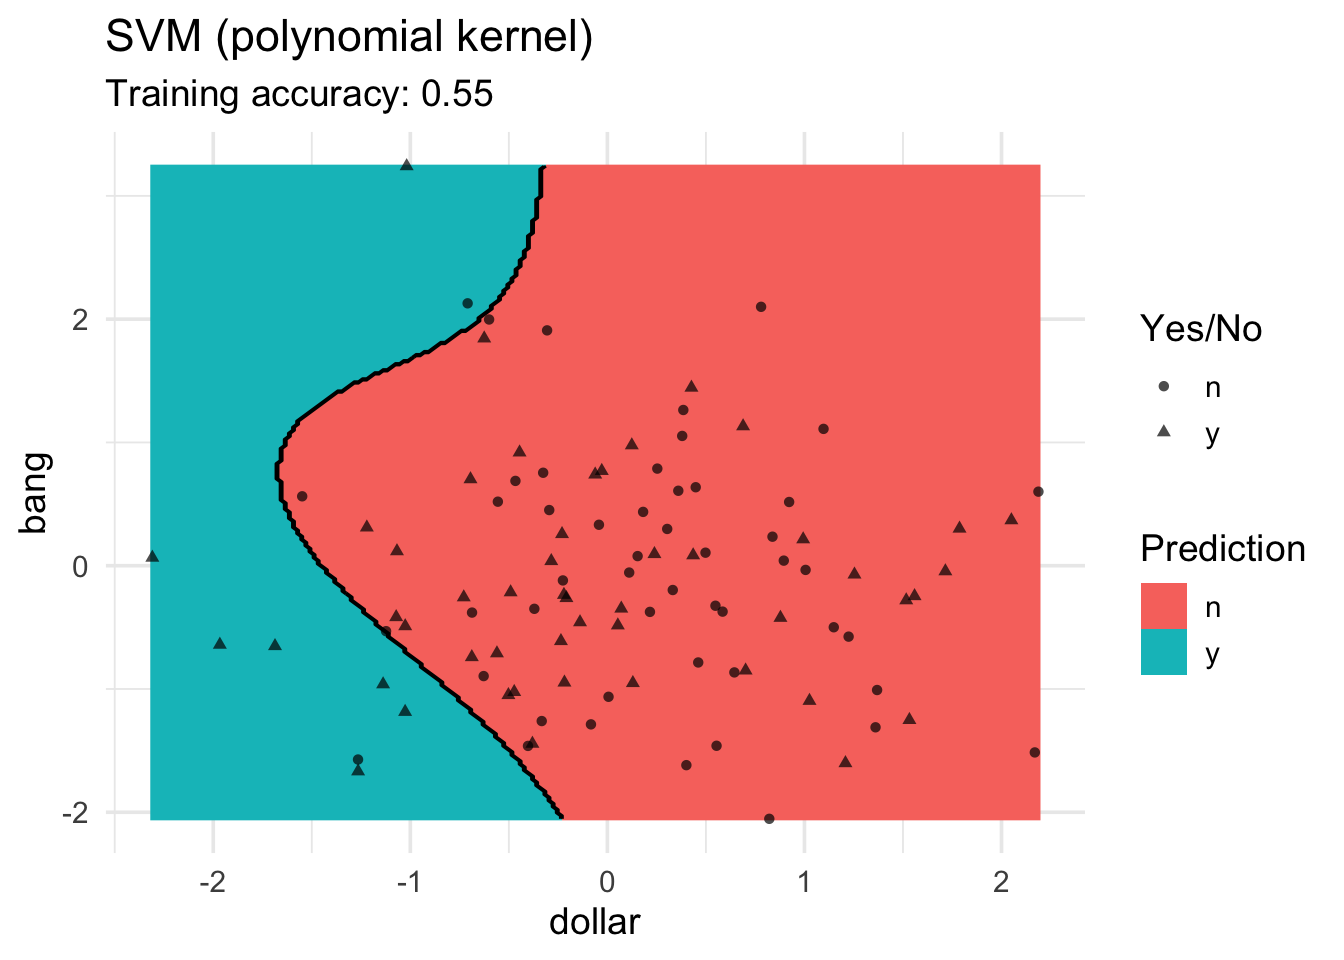 SVM (polynomial kernel)
Training accuracy: 0.55
bang
2
0
-2
-2
-1
0
1
2
dollar
Yes/No
n
y
Prediction
n
y